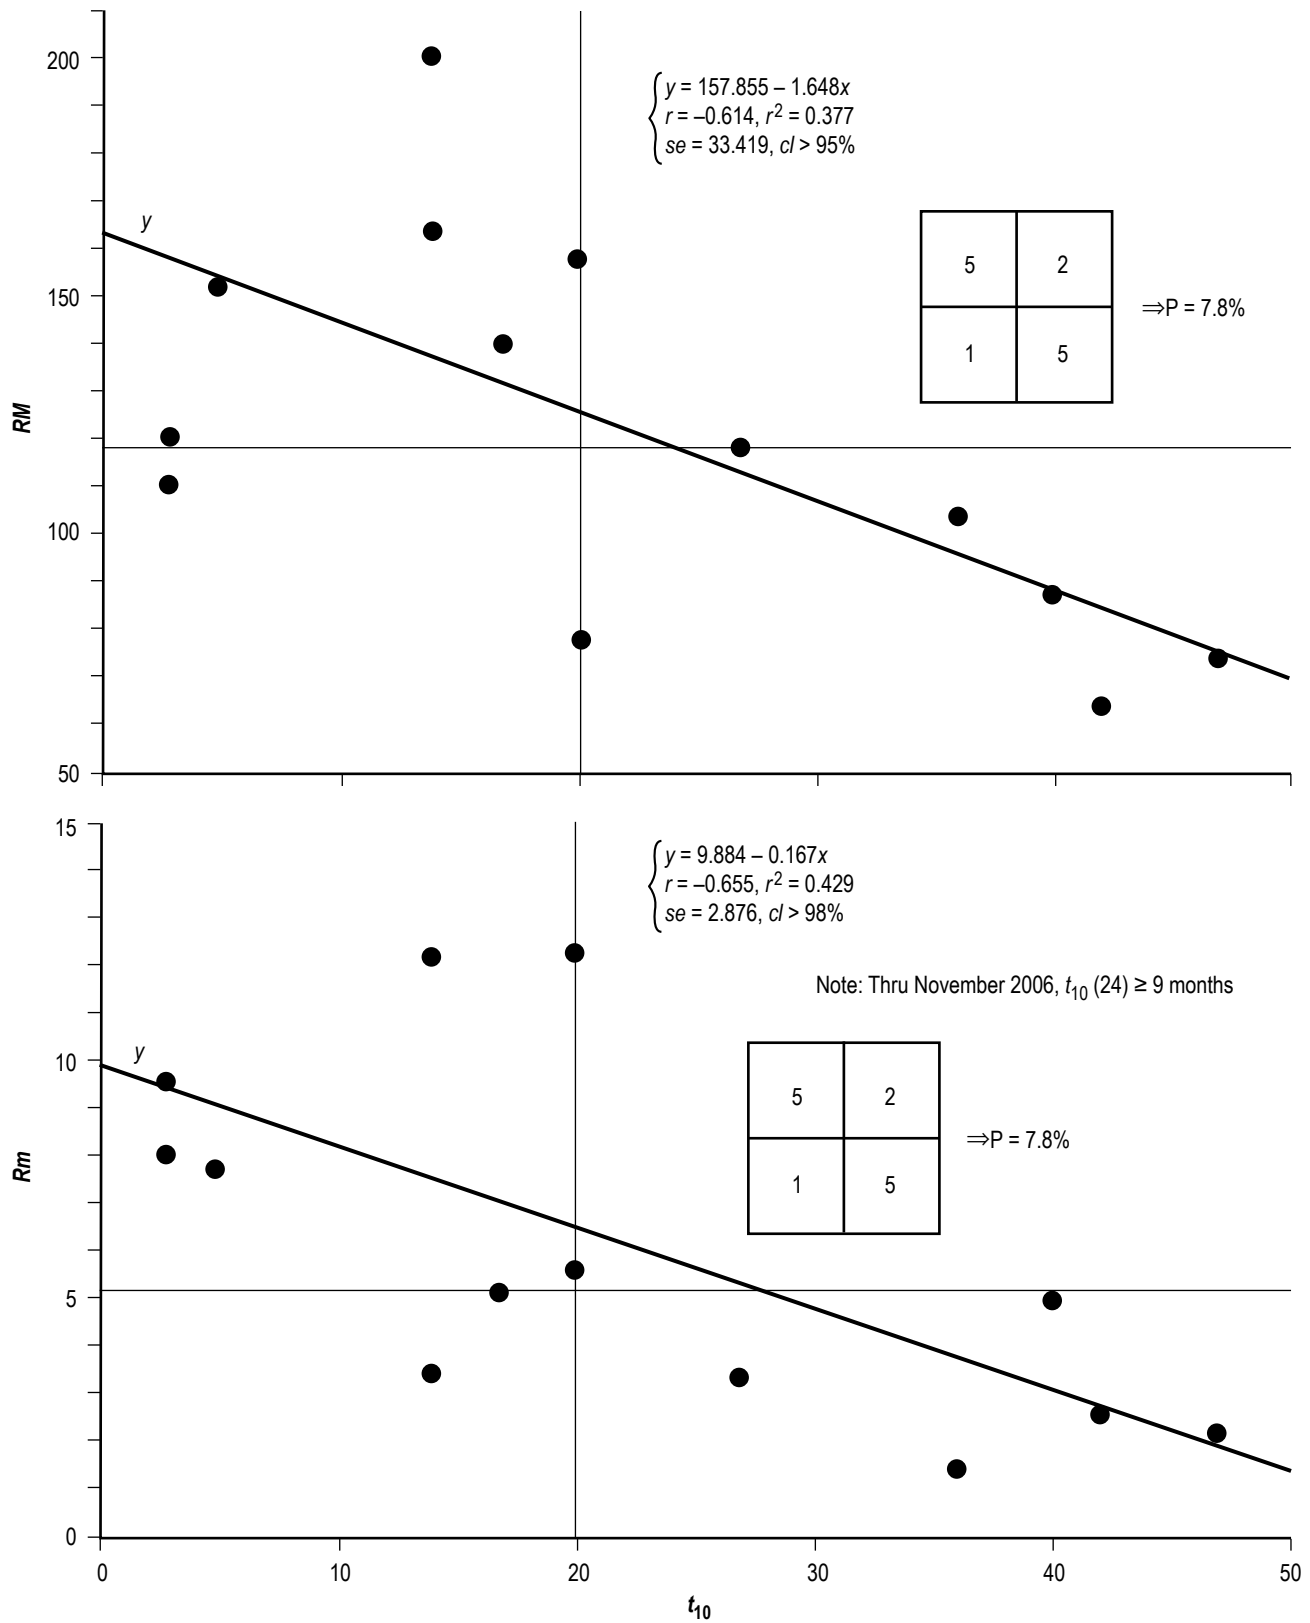 200
150
100
50
RM
y
y = 157.855 – 1.648x
r = –0.614, r² = 0.377
se = 33.419, cl > 95%
5 2
1 5
⇒P = 7.8%
15
10
5
0
Rm
y
y = 9.884 – 0.167x
r = –0.655, r² = 0.429
se = 2.876, cl > 98%
Note: Thru November 2006, t₁₀ (24) ≥ 9 months
5 2
1 5
⇒P = 7.8%
0 10 20 30 40 50
t₁₀